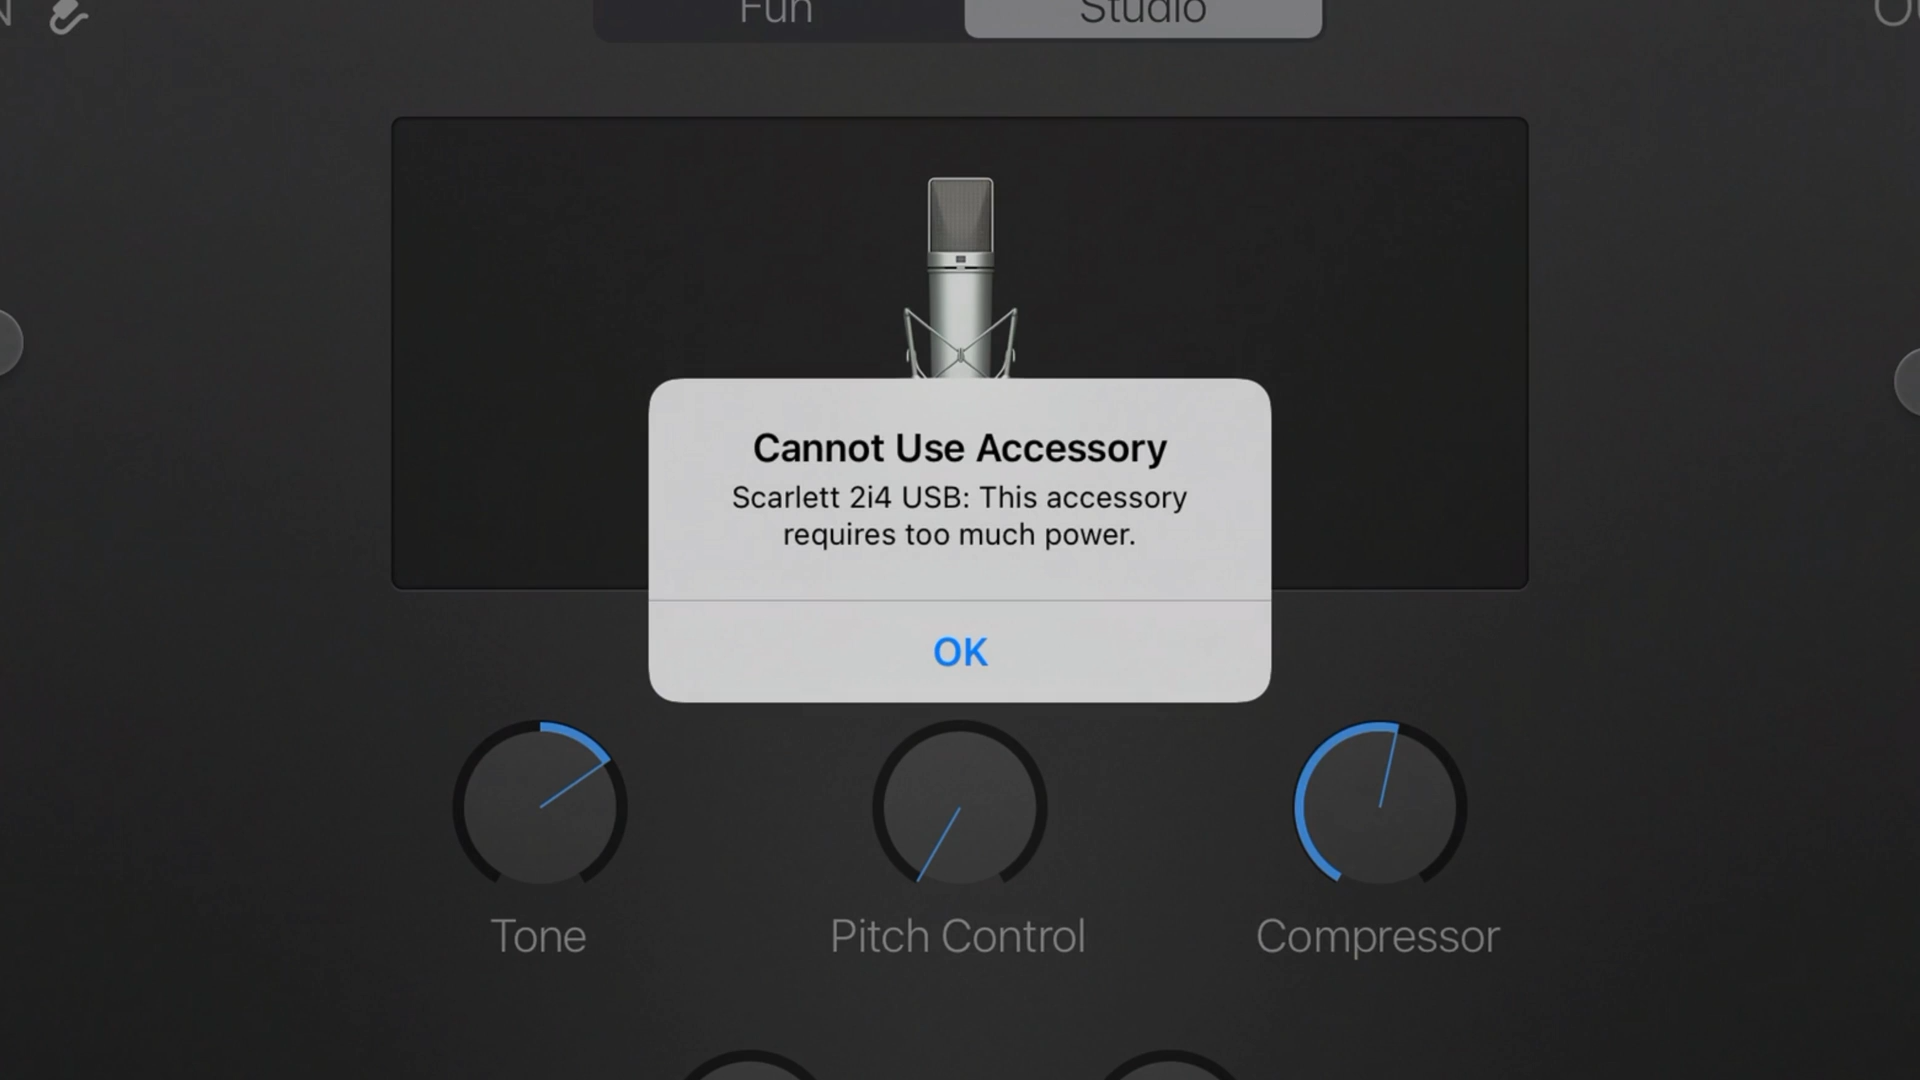 Fun
Studio
Cannot Use Accessory
Scarlett 2i4 USB: This accessory
requires too much power.
OK
Tone
Pitch Control
Compressor